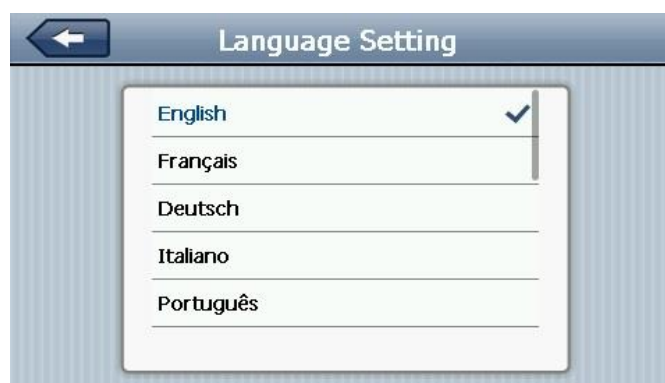 Language Setting
English
Français
Deutsch
Italiano
Português